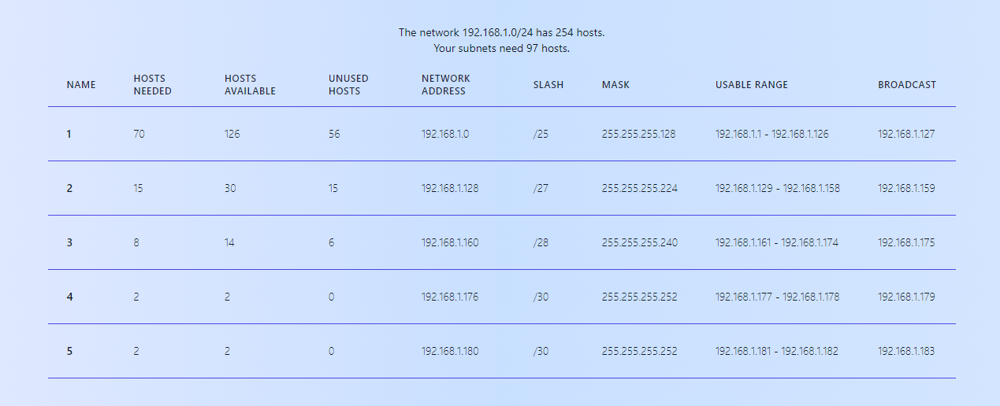 The network 192.168.1.0/24 has 254 hosts.
Your subnets need 97 hosts.
NAME HOSTS NEEDED HOSTS AVAILABLE UNUSED HOSTS NETWORK ADDRESS SLASH MASK USABLE RANGE BROADCAST
1 70 126 56 192.168.1.0 /25 255.255.255.128 192.168.1.1 - 192.168.1.126 192.168.1.127
2 15 30 15 192.168.1.128 /27 255.255.255.224 192.168.1.129 - 192.168.1.158 192.168.1.159
3 8 14 6 192.168.1.160 /28 255.255.255.240 192.168.1.161 - 192.168.1.174 192.168.1.175
4 2 2 0 192.168.1.176 /30 255.255.255.252 192.168.1.177 - 192.168.1.178 192.168.1.179
5 2 2 0 192.168.1.180 /30 255.255.255.252 192.168.1.181 - 192.168.1.182 192.168.1.183